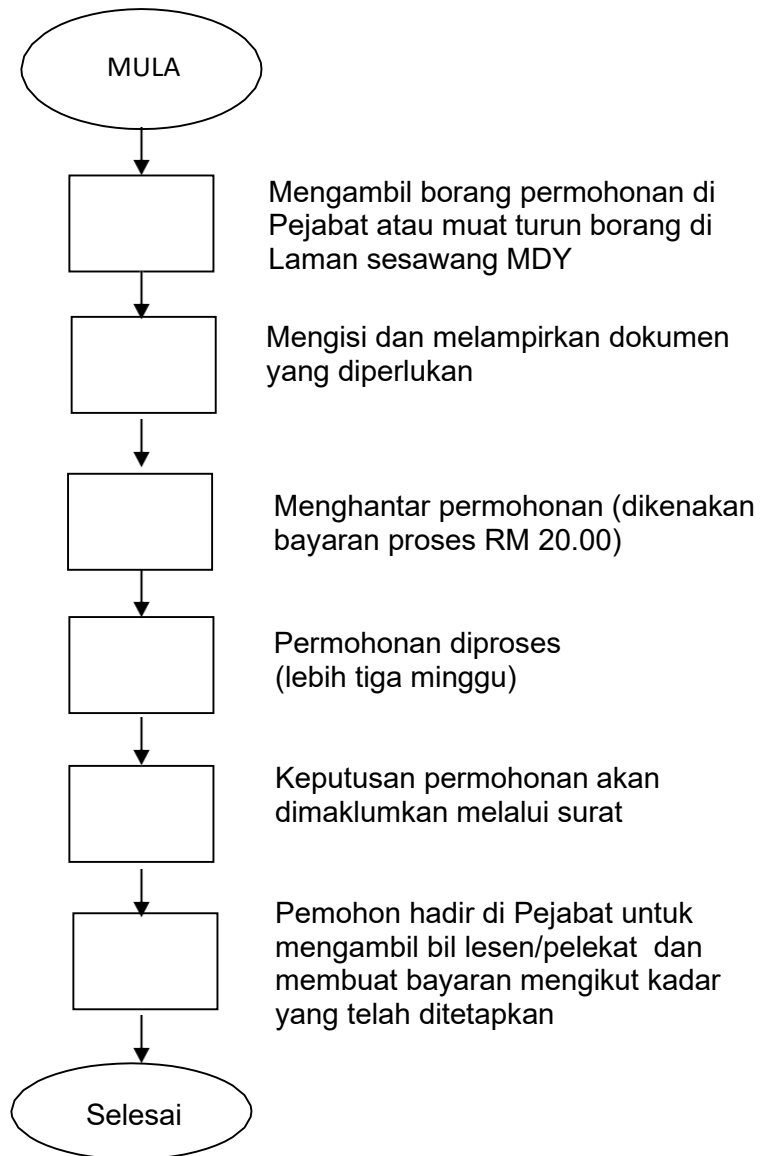 MULA
Mengambil borang permohonan di
Pejabat atau muat turun borang di
Laman sesawang MDY
Mengisi dan melampirkan dokumen
yang diperlukan
Menghantar permohonan (dikenakan
bayaran proses RM 20.00)
Permohonan diproses
(lebih tiga minggu)
Keputusan permohonan akan
dimaklumkan melalui surat
Pemohon hadir di Pejabat untuk
mengambil bil lesen/pelekat dan
membuat bayaran mengikut kadar
yang telah ditetapkan
Selesai